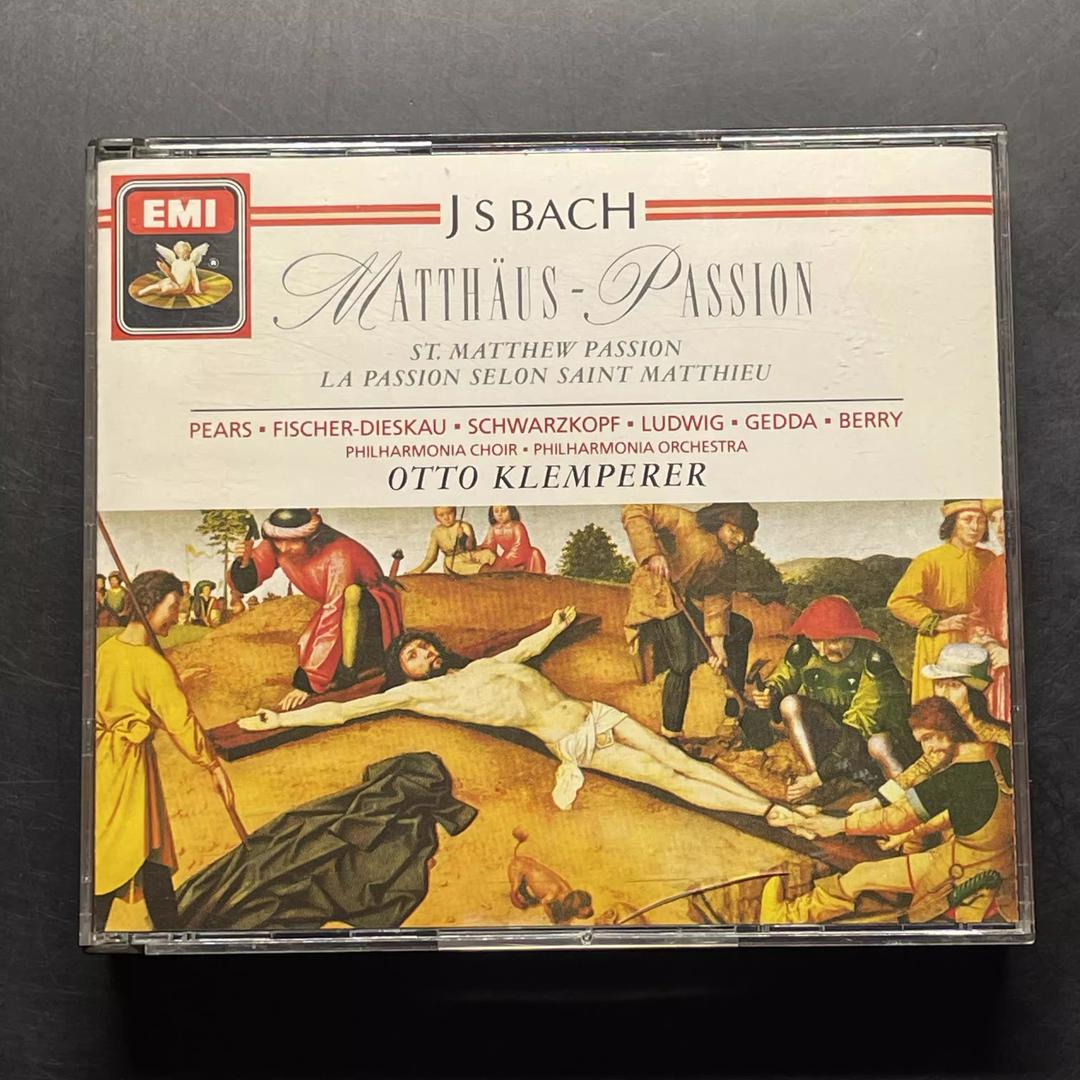 EMI
J S BACH
MATTHÄUS-PASSION
ST. MATTHEW PASSION
LA PASSION SELON SAINT MATTHIEU
PEARS ▪ FISCHER-DIESKAU ▪ SCHWARZKOPF ▪ LUDWIG ▪ GEDDA ▪ BERRY
PHILHARMONIA CHOIR ▪ PHILHARMONIA ORCHESTRA
OTTO KLEMPERER